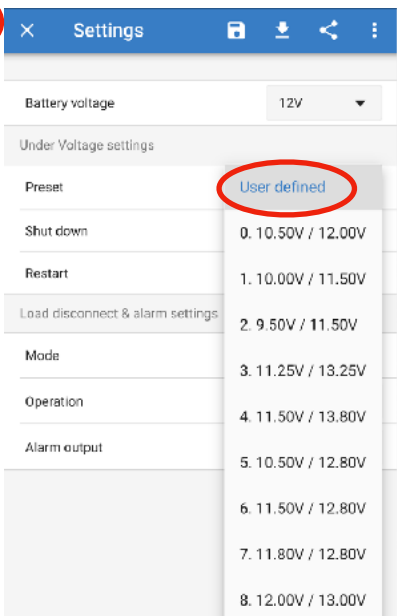 Settings
Battery voltage 12V
Under Voltage settings
Preset User defined
Shut down 0. 10.50V / 12.00V
Restart 1. 10.00V / 11.50V
Load disconnect & alarm settings 2. 9.50V / 11.50V
Mode 3. 11.25V / 13.25V
Operation 4. 11.50V / 13.80V
Alarm output 5. 10.50V / 12.80V
6. 11.50V / 12.80V
7. 11.80V / 12.80V
8. 12.00V / 13.00V